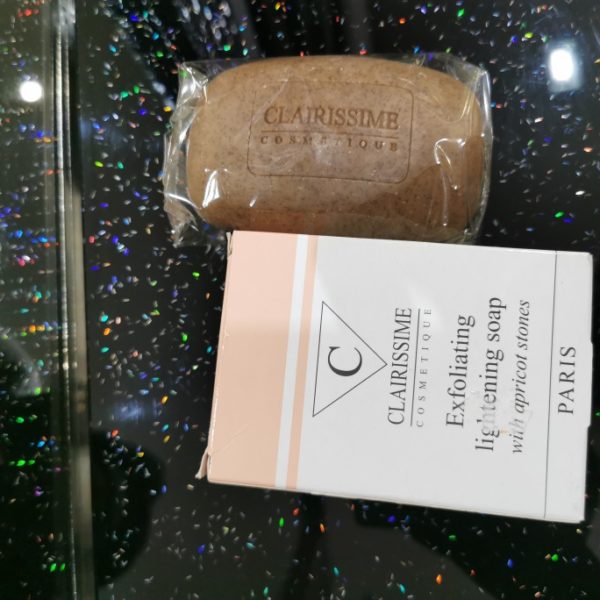 CLAIRISSIME
COSMETIQUE
C
CLAIRISSIME
COSMETIQUE
Exfoliating
lightening soap
with apricot stones
PARIS